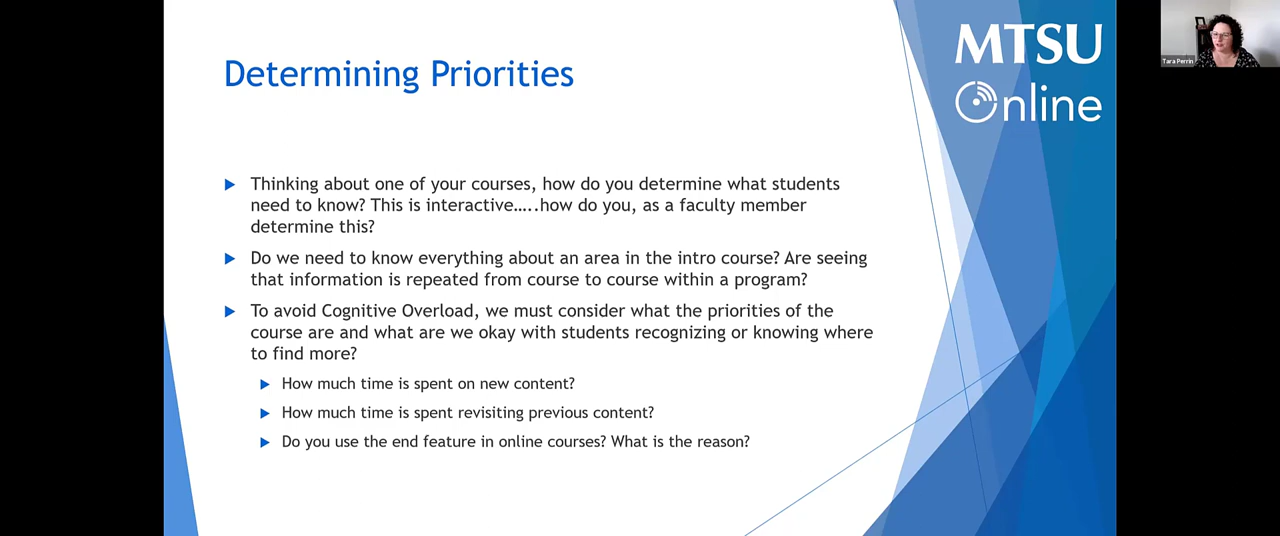 Determining Priorities
MTSU
Online
Tara Perrin
Thinking about one of your courses, how do you determine what students
need to know? This is interactive…..how do you, as a faculty member
determine this?
Do we need to know everything about an area in the intro course? Are seeing
that information is repeated from course to course within a program?
To avoid Cognitive Overload, we must consider what the priorities of the
course are and what are we okay with students recognizing or knowing where
to find more?
How much time is spent on new content?
How much time is spent revisiting previous content?
Do you use the end feature in online courses? What is the reason?